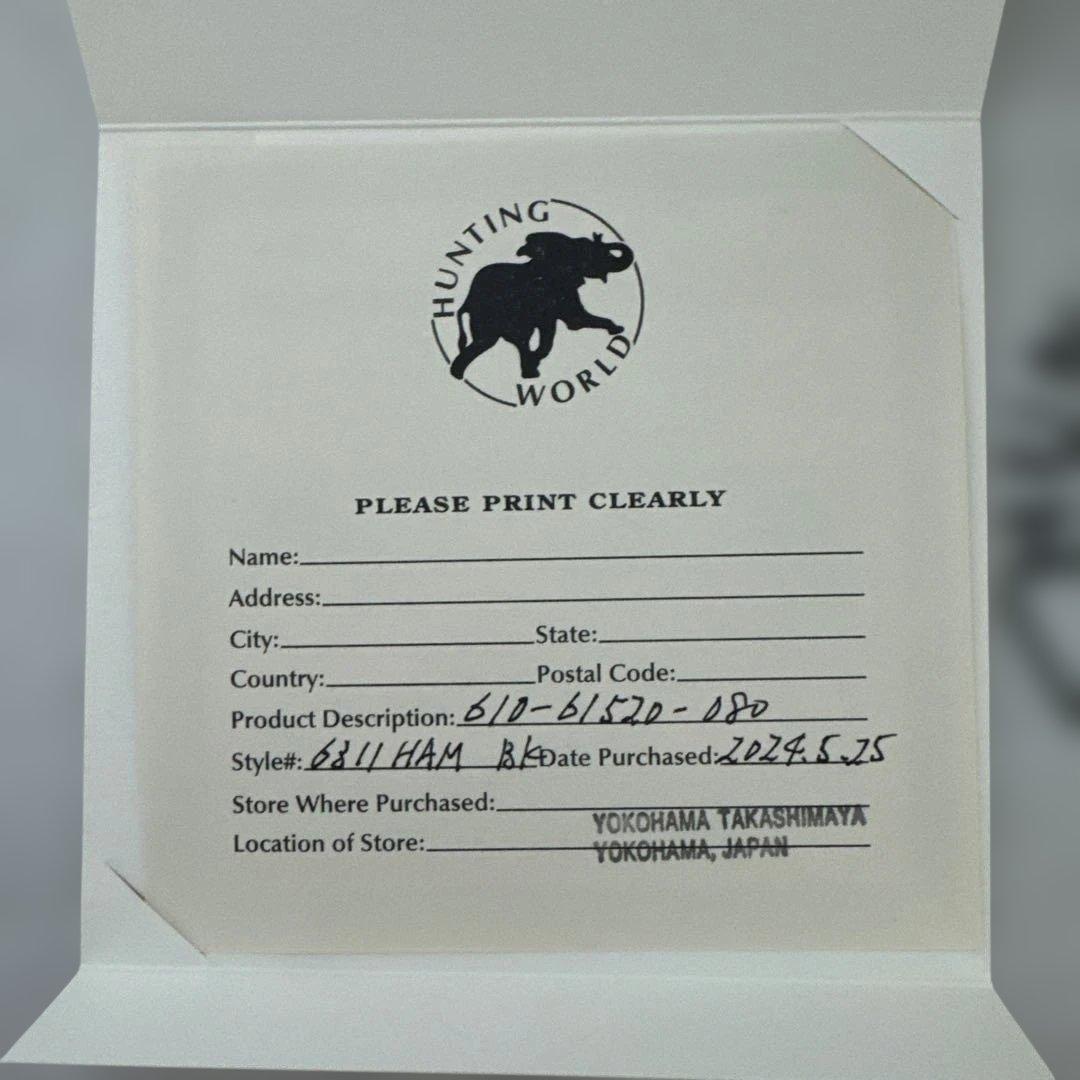 HUNTING
WORLD
PLEASE PRINT CLEARLY
Name:
Address:
City: State:
Country: Postal Code:
Product Description: 610-61520-080
Style#: 6811 HAM BK Date Purchased: 2024.5.25
Store Where Purchased: YOKOHAMA TAKASHIMAYA
Location of Store: YOKOHAMA, JAPAN